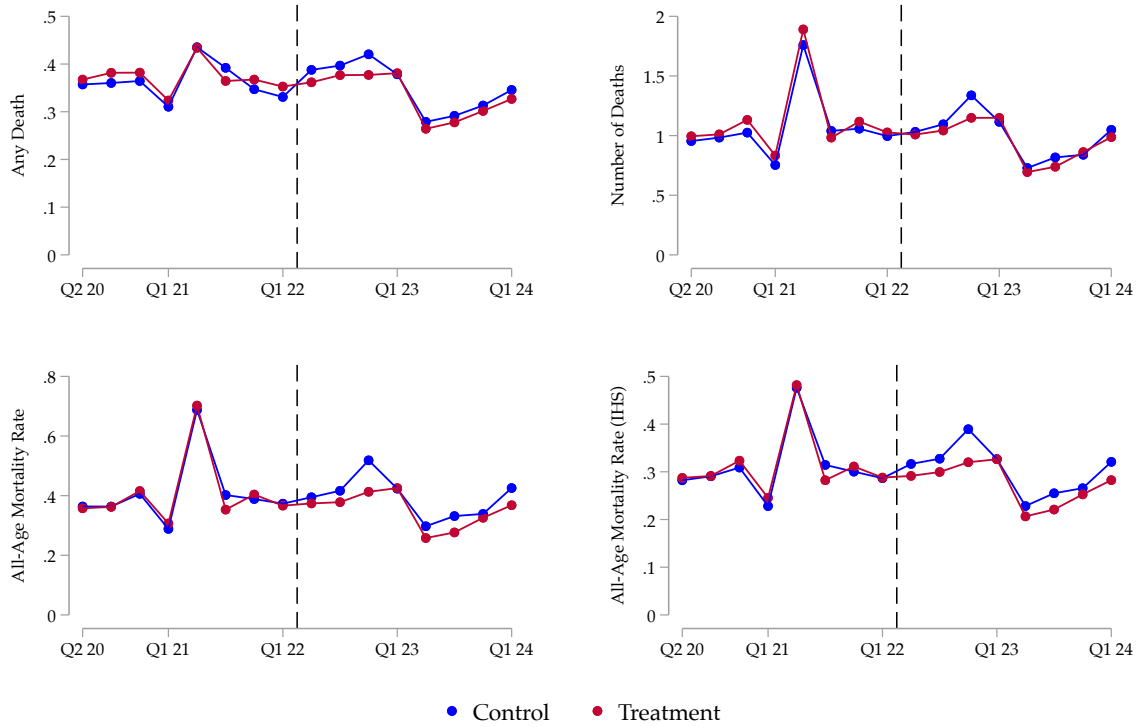 Any Death
.5
.4
.3
.2
.1
0
Q2 20
Q1 21
Q1 22
Q1 23
Q1 24
Number of Deaths
2
1.5
1
.5
0
Q2 20
Q1 21
Q1 22
Q1 23
Q1 24
All-Age Mortality Rate
.8
.6
.4
.2
0
Q2 20
Q1 21
Q1 22
Q1 23
Q1 24
All-Age Mortality Rate (IHS)
.5
.4
.3
.2
.1
0
Q2 20
Q1 21
Q1 22
Q1 23
Q1 24
Control
Treatment